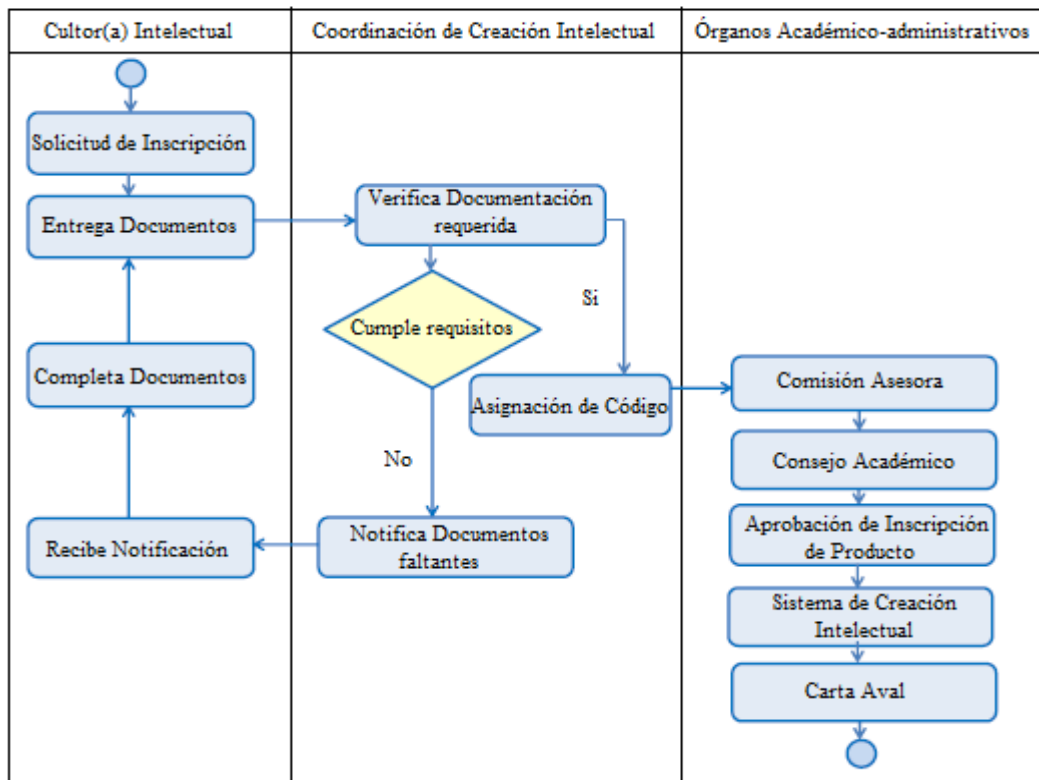 Cultor(a) Intelectual
Coordinación de Creación Intelectual
Órganos Académico-administrativos
Solicitud de Inscripción
Entrega Documentos
Verifica Documentación
requerida
Si
Cumple requisitos
Completa Documentos
Asignación de Código
Comisión Asesora
No
Consejo Académico
Recibe Notificación
Notifica Documentos
faltantes
Aprobación de Inscripción
de Producto
Sistema de Creación
Intelectual
Carta Aval